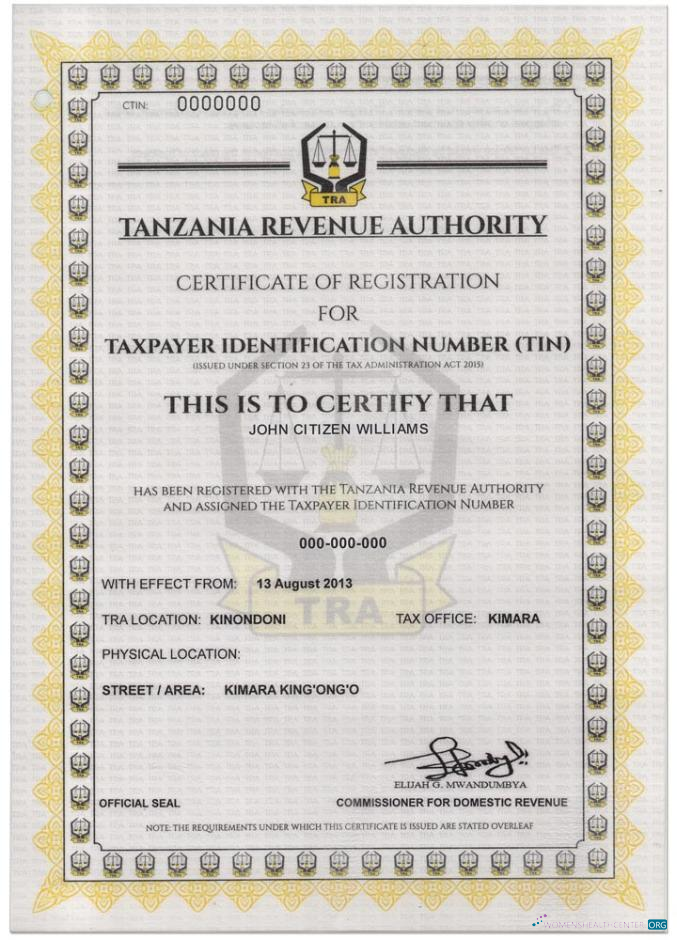 CTIN: 0000000
TRA
TANZANIA REVENUE AUTHORITY
CERTIFICATE OF REGISTRATION
FOR
TAXPAYER IDENTIFICATION NUMBER (TIN)
(ISSUED UNDER SECTION 23 OF THE TAX ADMINISTRATION ACT 2015)
THIS IS TO CERTIFY THAT
JOHN CITIZEN WILLIAMS
HAS BEEN REGISTERED WITH THE TANZANIA REVENUE AUTHORITY
AND ASSIGNED THE TAXPAYER IDENTIFICATION NUMBER
000-000-000
WITH EFFECT FROM: 13 August 2013
TRA
TRA LOCATION: KINONDONI TAX OFFICE: KIMARA
PHYSICAL LOCATION:
STREET / AREA: KIMARA KING'ONG'O
ELIJAH G. MWANDUMBYA
OFFICIAL SEAL COMMISSIONER FOR DOMESTIC REVENUE
NOTE: THE REQUIREMENTS UNDER WHICH THIS CERTIFICATE IS ISSUED ARE STATED OVERLEAF
WOMENSHEALTHCENTER.ORG